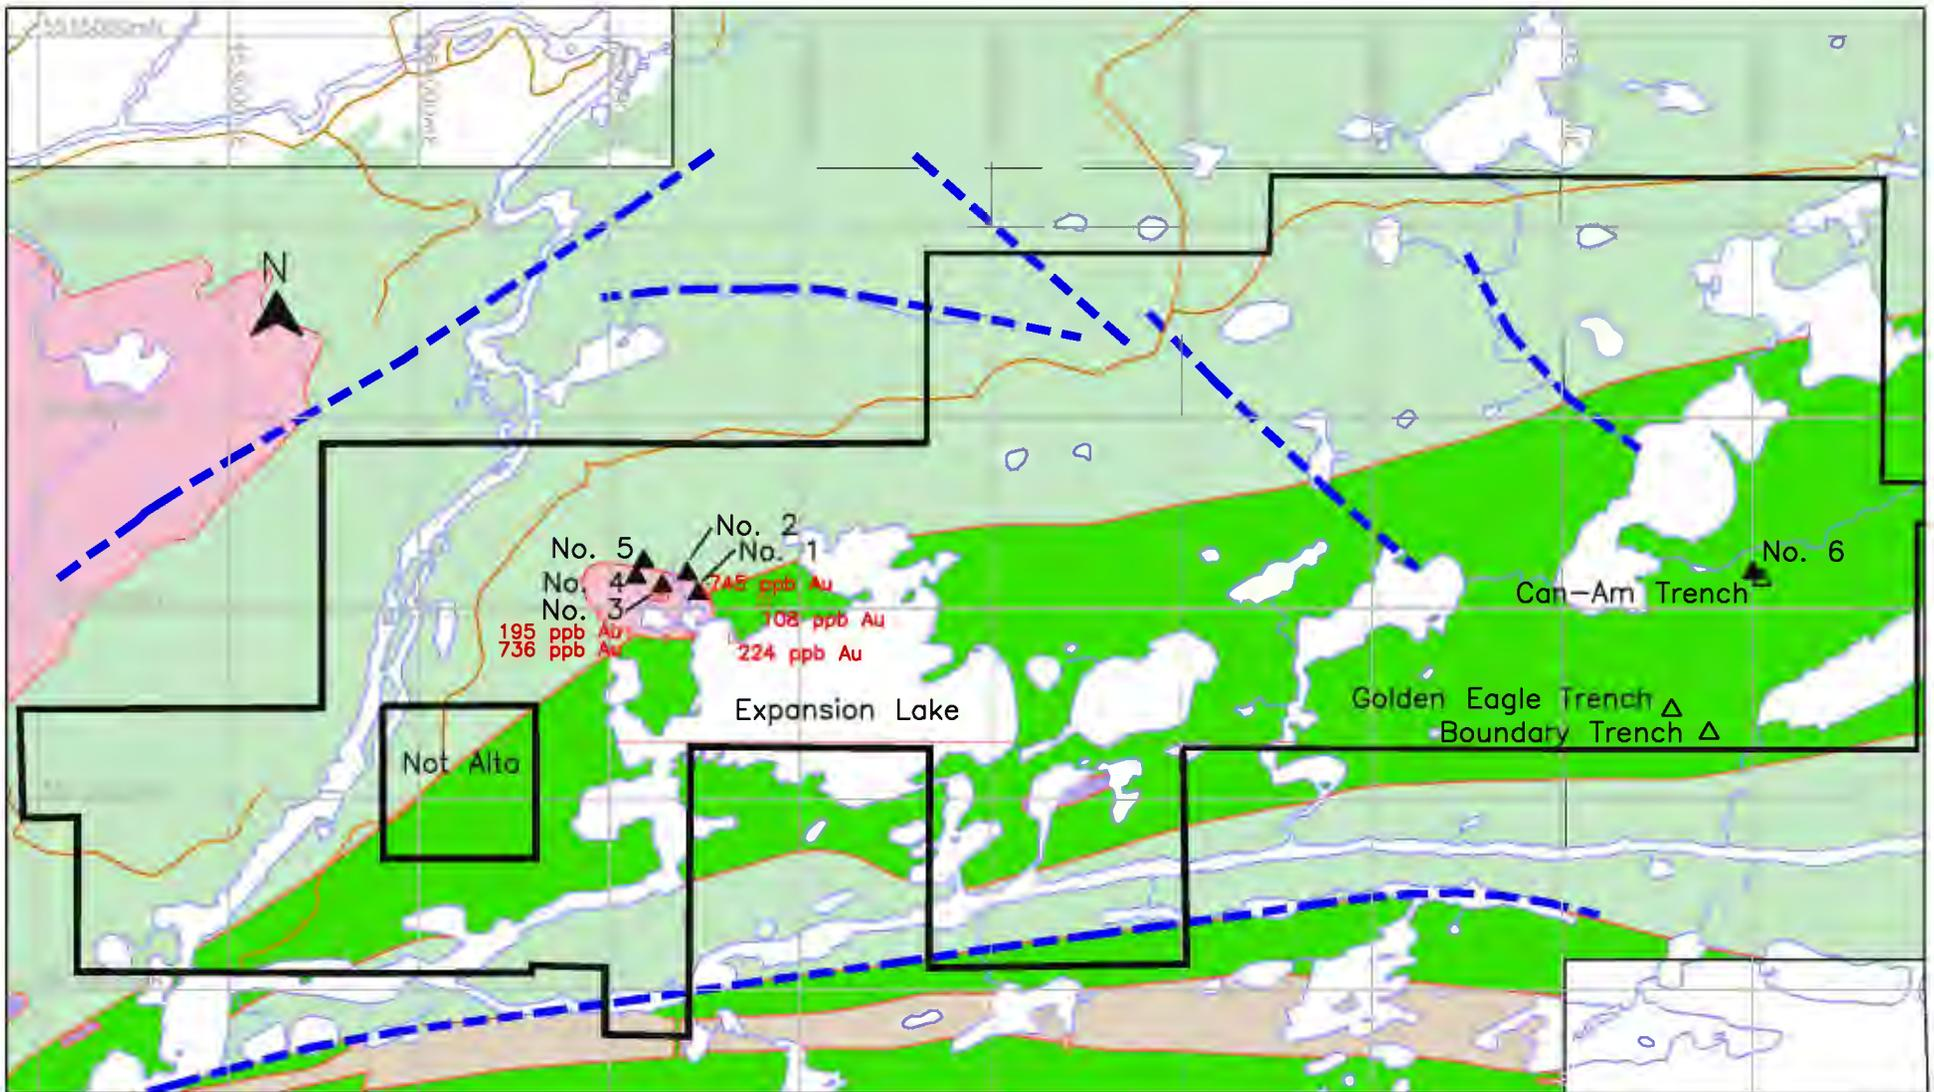 N
No. 2
No. 5
No. 1
No. 4
745 ppb Au
No. 3
108 ppb Au
195 ppb Au
736 ppb Au
224 ppb Au
No. 6
Can-Am Trench
Expansion Lake
Golden Eagle Trench
Boundary Trench
Not Alto